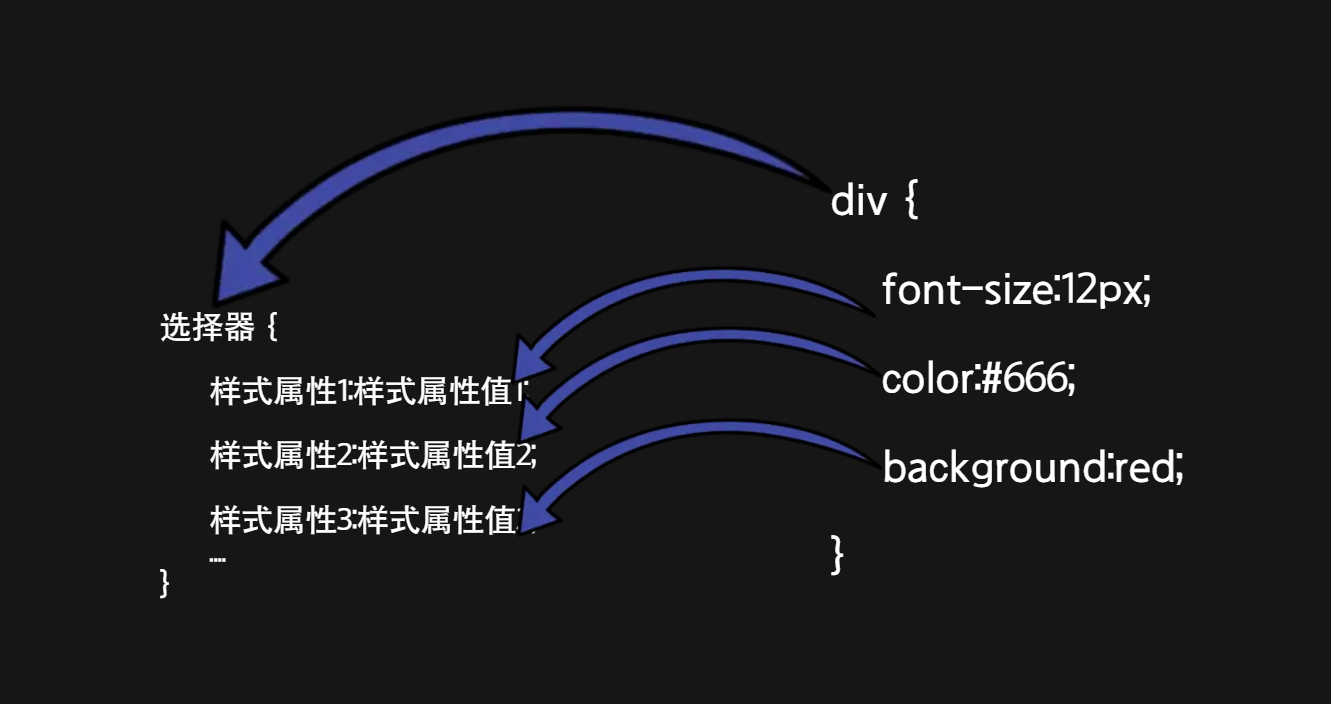 选择器 {
样式属性1:样式属性值1;
样式属性2:样式属性值2;
样式属性3:样式属性值
....
}
div {
font-size:12px;
color:#666;
background:red;
}